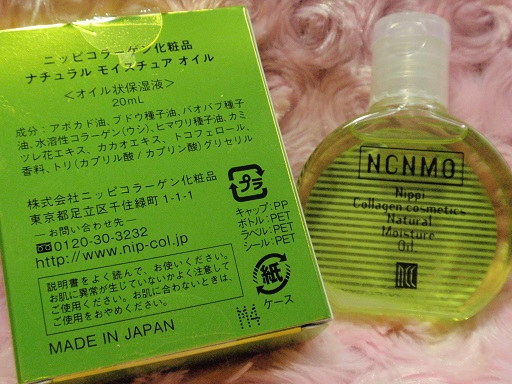 ニッピコラーゲン化粧品
ナチュラル モイスチュア オイル
<オイル状保湿液>
20mL
成分：アボカド油、ブドウ種子油、バオバブ種子
油、水溶性コラーゲン(ウシ)、ヒマワリ種子油、カミ
ツレ花エキス、カカオエキス、トコフェロール、
香料、トリ(カプリル酸/カプリン酸)グリセリル
株式会社ニッピコラーゲン化粧品
東京都足立区千住緑町1-1-1
―お問い合わせ先―
0120-30-3232
http://www.nip-col.jp
プラ
キャップ:PP
ボトル:PET
ラベル:PET
シール:PET
説明書をよく読んで、お使いください。
お肌に異常が生じていないかよく注意して
ご使用ください。お肌に合わないときは、
ご使用をおやめください。
紙
ケース
MADE IN JAPAN
M4
NCNMO
Nippi
Collagen cosmetics
Natural
Moisture
Oil